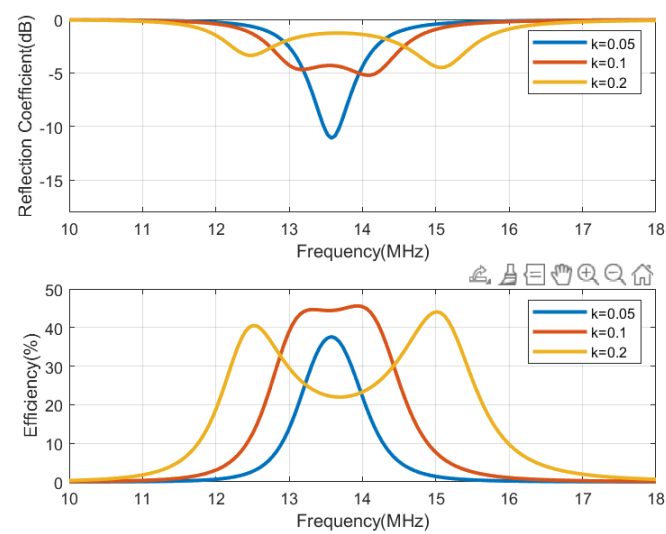 Reflection Coefficient(dB)
0
-5
-10
-15
k=0.05
k=0.1
k=0.2
10 11 12 13 14 15 16 17 18
Frequency(MHz)
Efficiency(%)
50
40
30
20
10
0
k=0.05
k=0.1
k=0.2
10 11 12 13 14 15 16 17 18
Frequency(MHz)